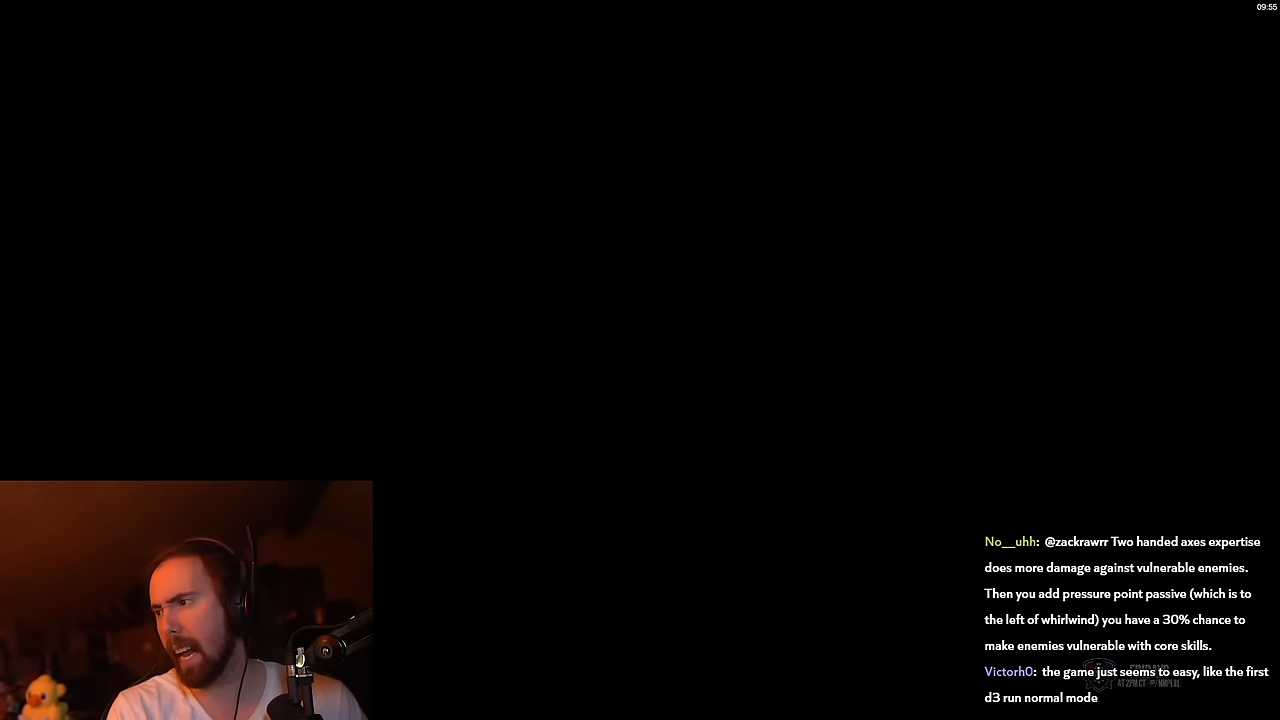 09:55
No__uhh: @zackrawrr Two handed axes expertise
does more damage against vulnerable enemies.
Then you add pressure point passive (which is to
the left of whirlwind) you have a 30% chance to
make enemies vulnerable with core skills.
Victorh0: the game just seems to easy, like the first
d3 run normal mode